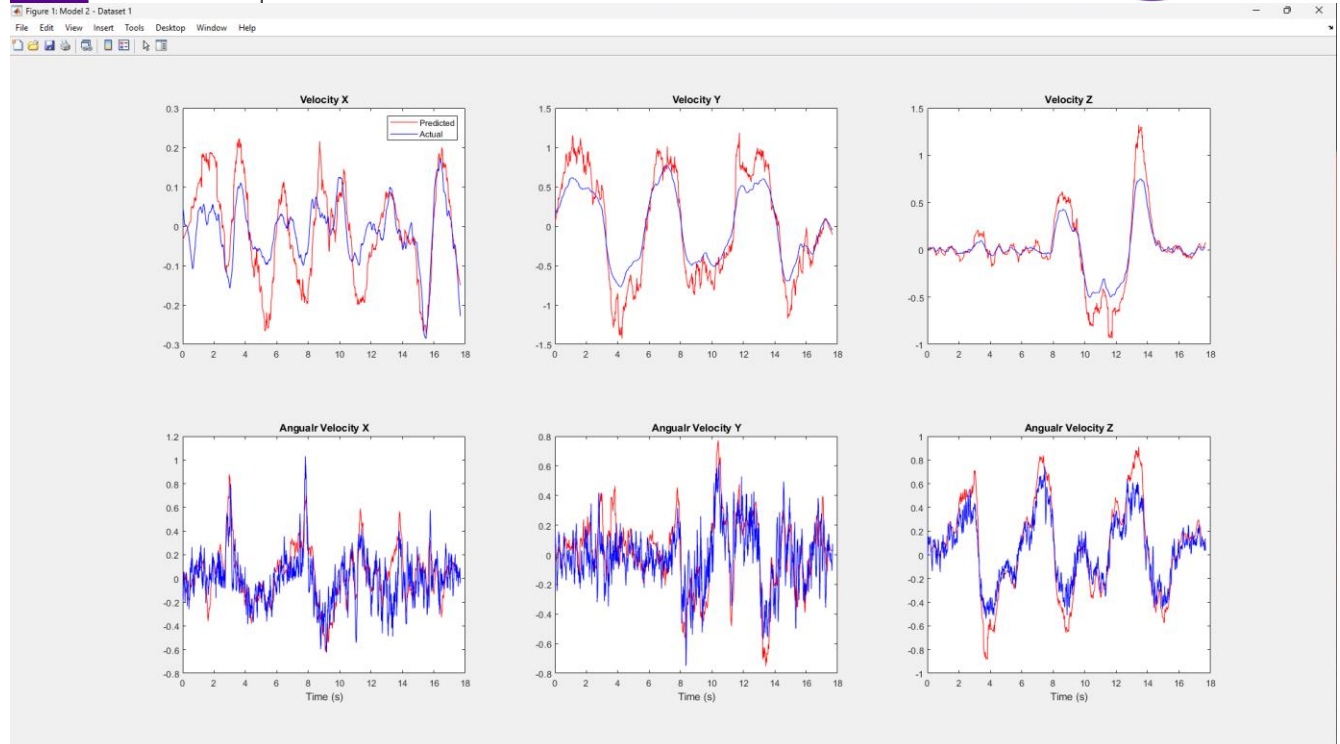 Figure 1: Model 2 - Dataset 1
File Edit View Insert Tools Desktop Window Help
Velocity X
0.3
0.2
0.1
0
-0.1
-0.2
-0.3
0 2 4 6 8 10 12 14 16 18
Predicted
Actual
Velocity Y
1.5
1
0.5
0
-0.5
-1
-1.5
0 2 4 6 8 10 12 14 16 18
Velocity Z
1.5
1
0.5
0
-0.5
-1
0 2 4 6 8 10 12 14 16 18
Angualr Velocity X
1.2
1
0.8
0.6
0.4
0.2
0
-0.2
-0.4
-0.6
-0.8
0 2 4 6 8 10 12 14 16 18
Time (s)
Angualr Velocity Y
0.8
0.6
0.4
0.2
0
-0.2
-0.4
-0.6
-0.8
0 2 4 6 8 10 12 14 16 18
Time (s)
Angualr Velocity Z
1
0.8
0.6
0.4
0.2
0
-0.2
-0.4
-0.6
-0.8
-1
0 2 4 6 8 10 12 14 16 18
Time (s)